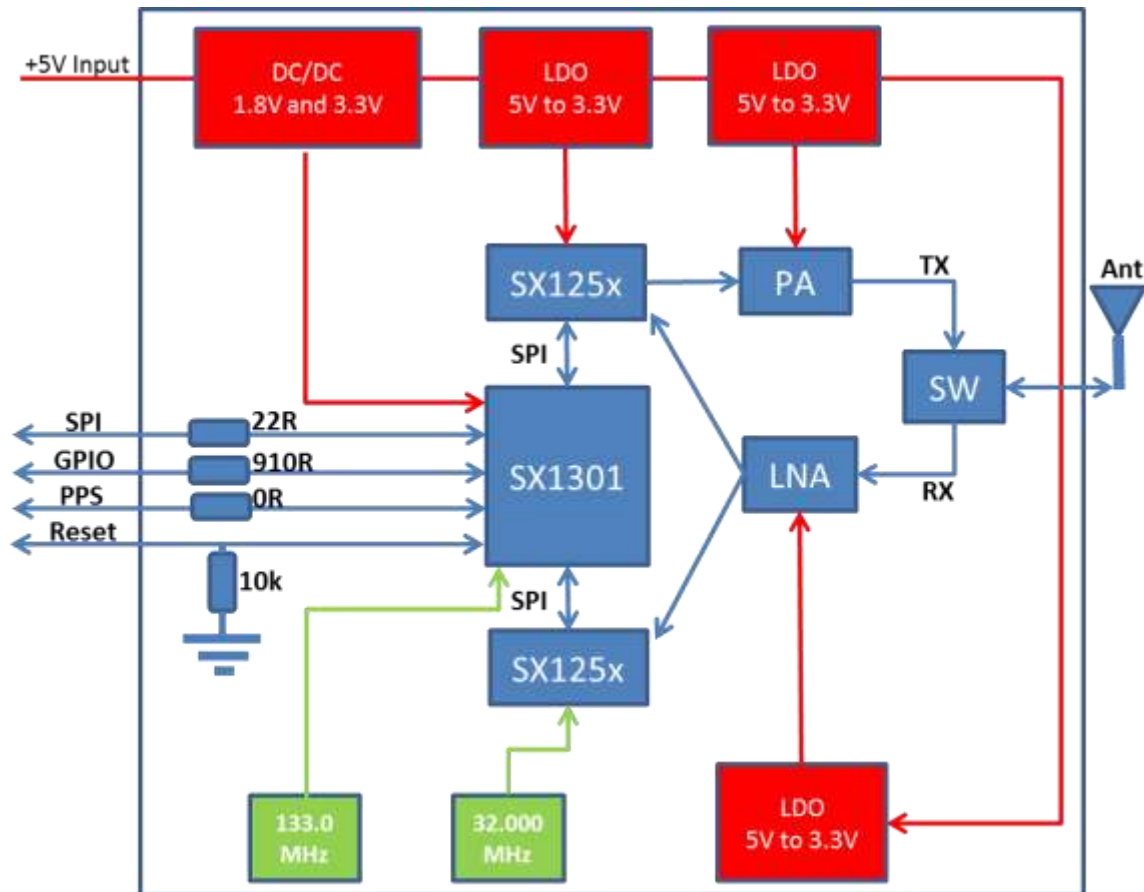 +5V Input
DC/DC
1.8V and 3.3V
LDO
5V to 3.3V
LDO
5V to 3.3V
SX125x
PA
TX
Ant
SPI
SW
SPI
22R
GPIO
910R
SX1301
LNA
PPS
0R
RX
Reset
10k
SPI
SX125x
133.0
MHz
32.000
MHz
LDO
5V to 3.3V